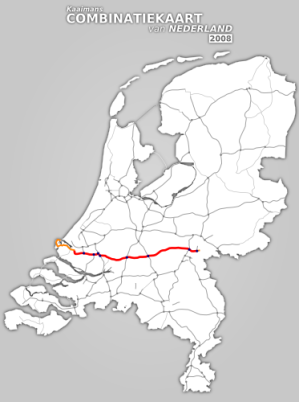 Kaaimans
COMBINATIEKAART
van NEDERLAND
2008